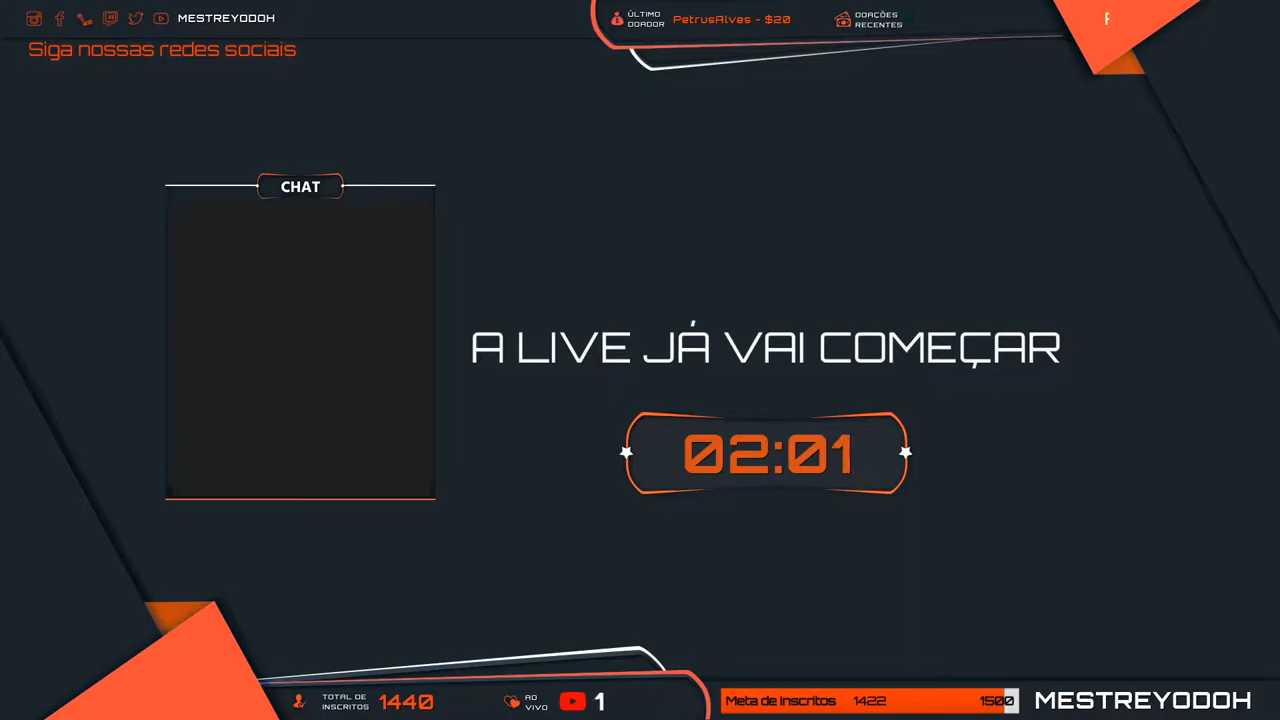 MESTREYODOH
ÚLTIMO
DOADOR
PetrusAlves - $20
DOAÇÕES
RECENTES
F
Siga nossas redes sociais
CHAT
A LIVE JÁ VAI COMEÇAR
02:01
TOTAL DE
INSCRITOS
1440
AO
VIVO
1
Meta de Inscritos 1422 1500
MESTREYODOH